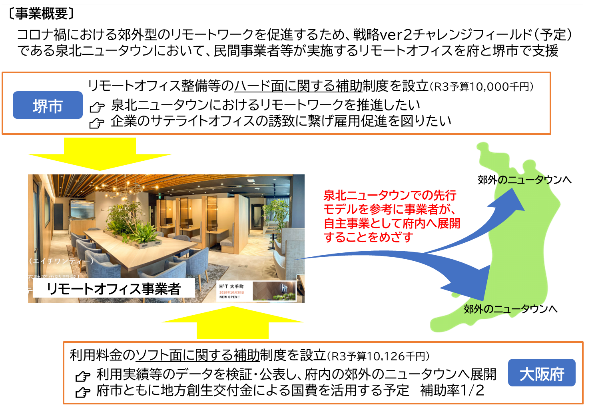 〔事業概要〕
コロナ禍における郊外型のリモートワークを促進するため、戦略ver2チャレンジフィールド(予定)
である泉北ニュータウンにおいて、民間事業者等が実施するリモートオフィスを府と堺市で支援
リモートオフィス整備等のハード面に関する補助制度を設立(R3予算10,000千円)
堺市
泉北ニュータウンにおけるリモートワークを推進したい
企業のサテライトオフィスの誘致に繋げ雇用促進を図りたい
郊外のニュータウンへ
泉北ニュータウンでの先行
モデルを参考に事業者が、
自主事業として府内へ展開
することをめざす
(エイチワンティー)
リモートオフィス事業者
H¹T 大手町
郊外のニュータウンへ
利用料金のソフト面に関する補助制度を設立(R3予算10,126千円)
利用実績等のデータを検証・公表し、府内の郊外のニュータウンへ展開
府市ともに地方創生交付金による国費を活用する予定 補助率1/2
大阪府